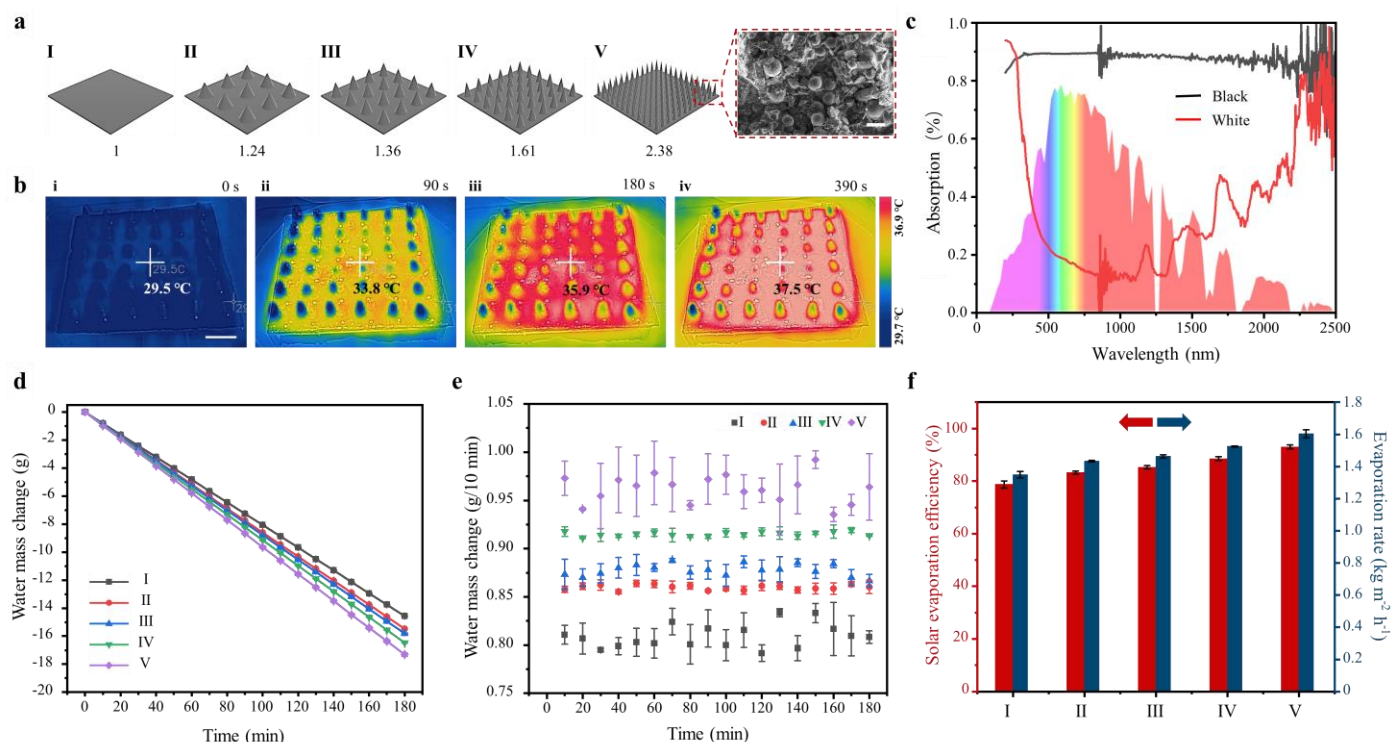 a
I II III IV V
1 1.24 1.36 1.61 2.38
b
i 0 s ii 90 s iii 180 s iv 390 s
29.5C
29.5 ℃ 33.8 ℃ 35.9 ℃ 37.5 ℃
36.9 ℃
29.7 ℃
c
Absorption (%)
1.0
0.8
0.6
0.4
0.2
0.0
Black
White
0 500 1000 1500 2000 2500
Wavelength (nm)
d
Water mass change (g)
0
-2
-4
-6
-8
-10
-12
-14
-16
-18
-20
I
II
III
IV
V
0 20 40 60 80 100 120 140 160 180
Time (min)
e
Water mass change (g/10 min)
1.05
1.00
0.95
0.90
0.85
0.80
0.75
I II III IV V
0 20 40 60 80 100 120 140 160 180
Time (min)
f
Solar evaporation efficiency (%)
100
80
60
40
20
0
I II III IV V
1.8
1.6
1.4
1.2
1.0
0.8
0.6
0.4
0.2
0
Evaporation rate (kg m⁻² h⁻¹)